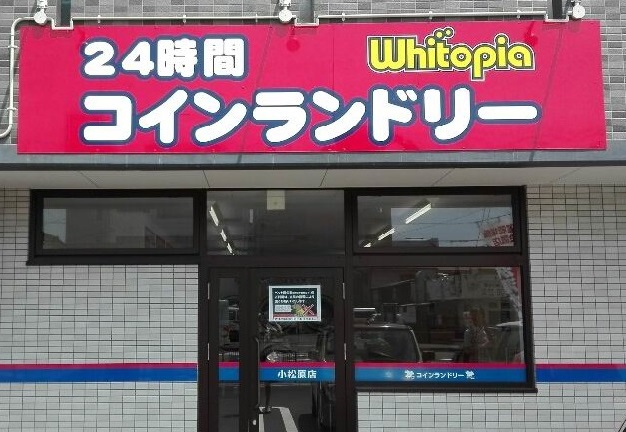 24時間
Whitopia
コインランドリー
小松原店
コインランドリー